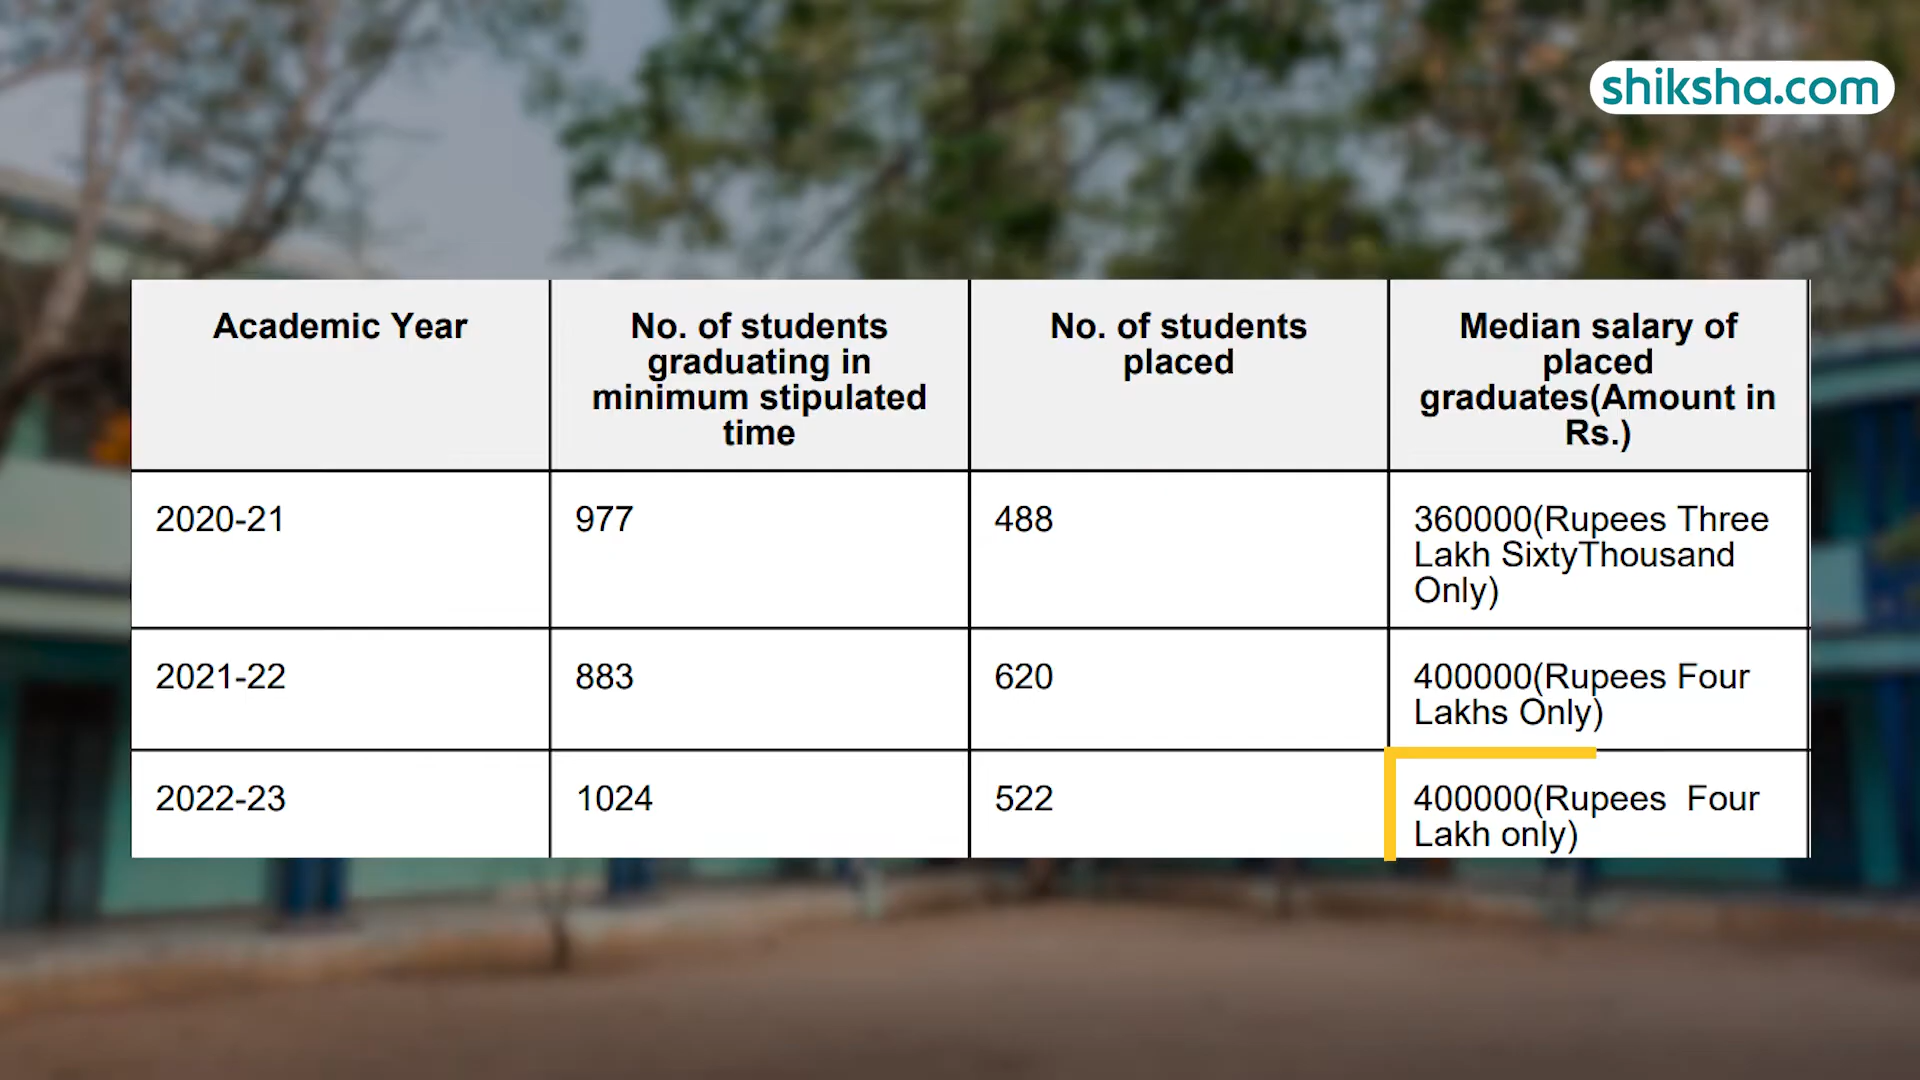 shiksha.com
Academic Year
No. of students
graduating in
minimum stipulated
time
No. of students
placed
Median salary of
placed
graduates(Amount in
Rs.)
2020-21
977
488
360000(Rupees Three
Lakh SixtyThousand
Only)
2021-22
883
620
400000(Rupees Four
Lakhs Only)
2022-23
1024
522
400000(Rupees  Four
Lakh only)